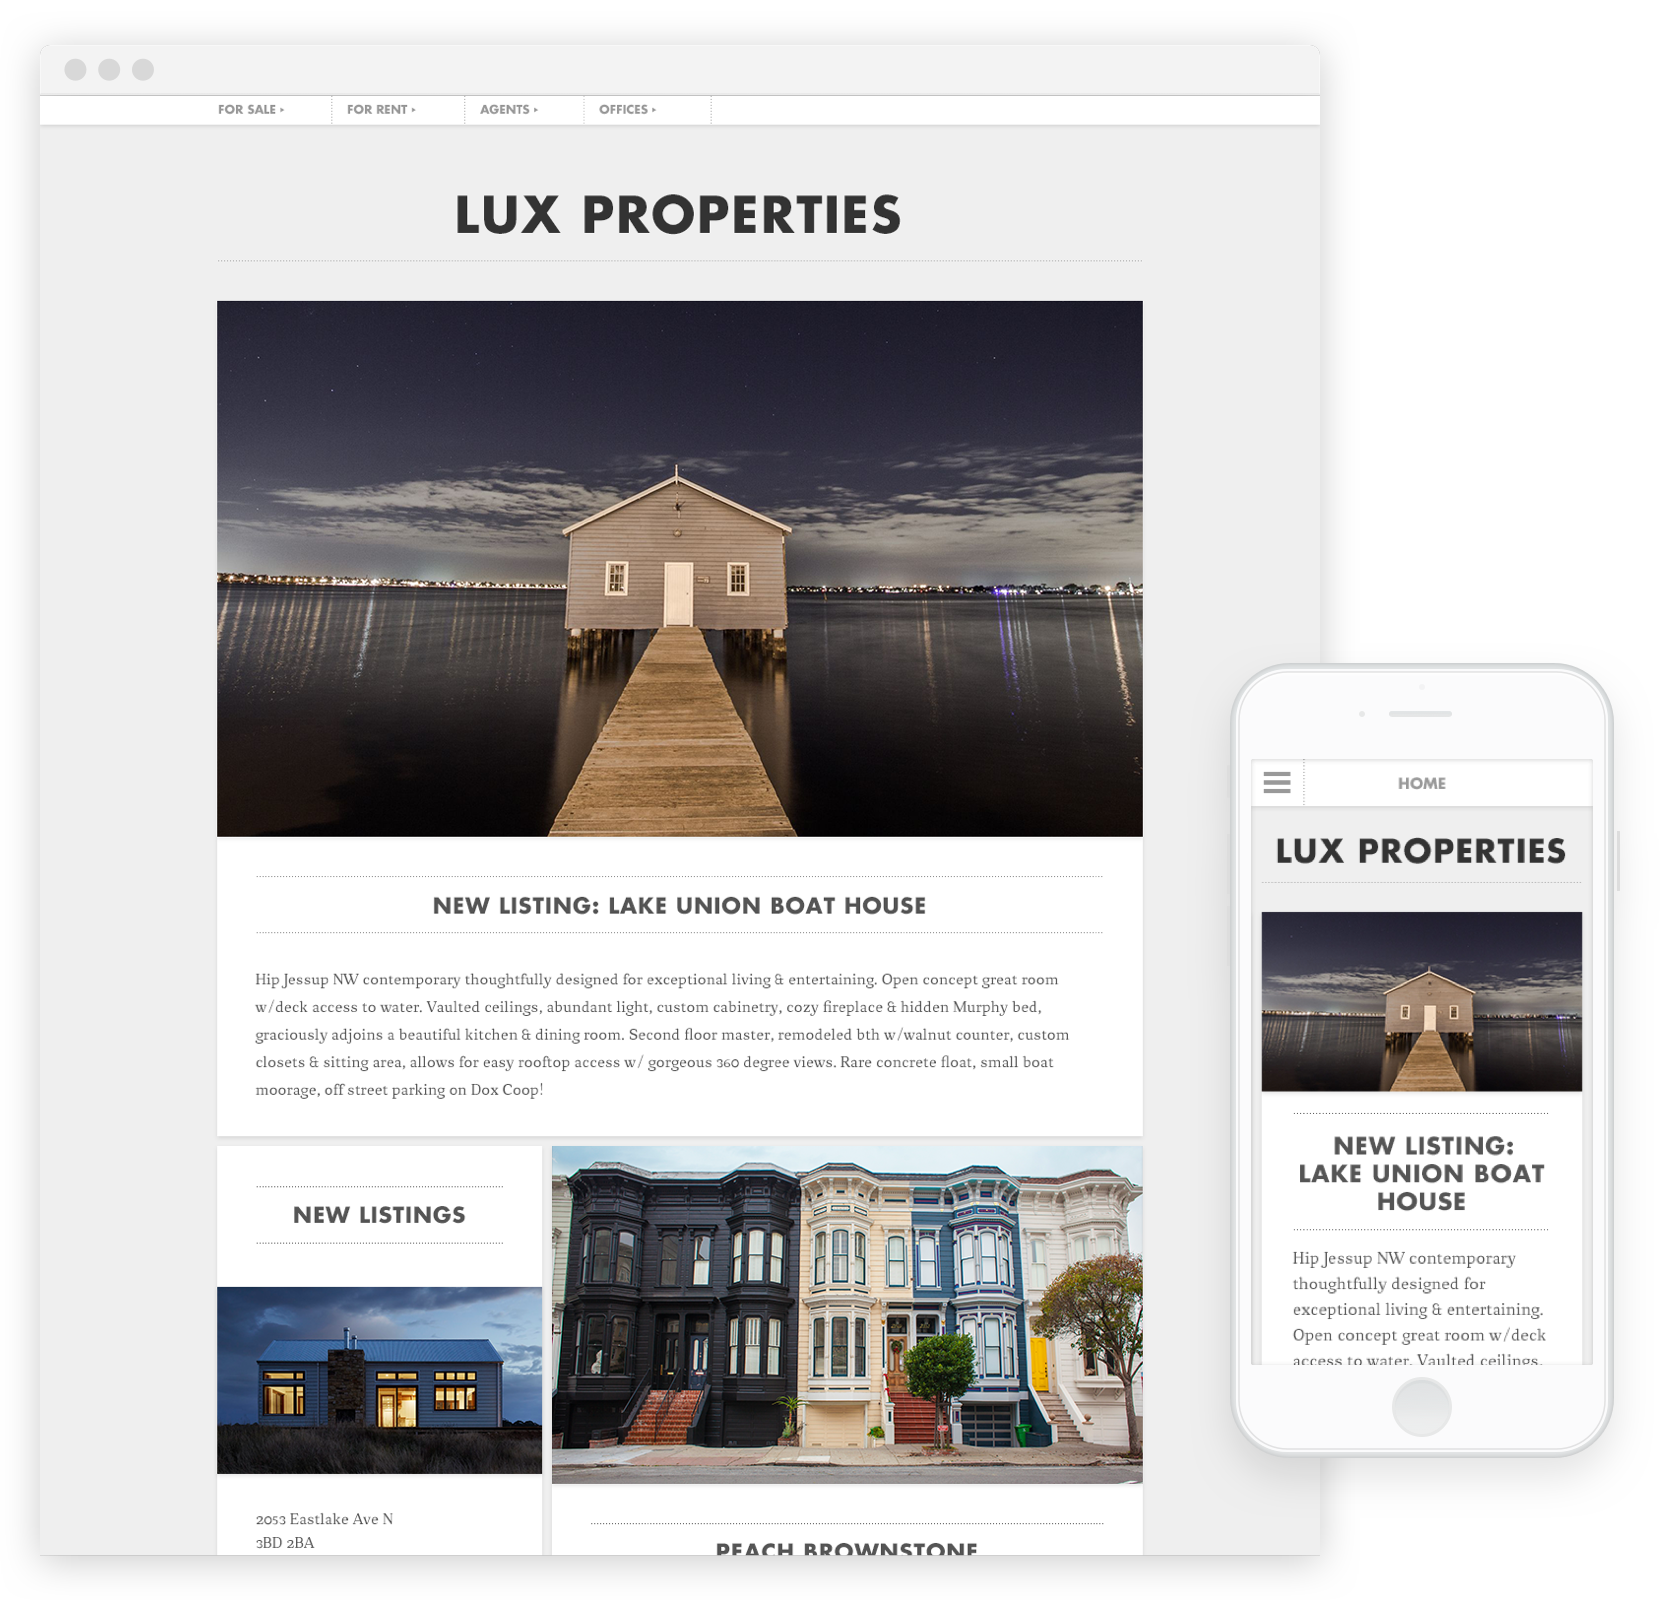 FOR SALE ▸
FOR RENT ▸
AGENTS ▸
OFFICES ▸
LUX PROPERTIES
NEW LISTING: LAKE UNION BOAT HOUSE
Hip Jessup NW contemporary thoughtfully designed for exceptional living & entertaining. Open concept great room
w/deck access to water. Vaulted ceilings, abundant light, custom cabinetry, cozy fireplace & hidden Murphy bed,
graciously adjoins a beautiful kitchen & dining room. Second floor master, remodeled bth w/walnut counter, custom
closets & sitting area, allows for easy rooftop access w/ gorgeous 360 degree views. Rare concrete float, small boat
moorage, off street parking on Dox Coop!
NEW LISTINGS
2053 Eastlake Ave N
3BD 2BA
PEACH BROWNSTONE
HOME
LUX PROPERTIES
NEW LISTING:
LAKE UNION BOAT
HOUSE
Hip Jessup NW contemporary
thoughtfully designed for
exceptional living & entertaining.
Open concept great room w/deck
access to water. Vaulted ceilings,